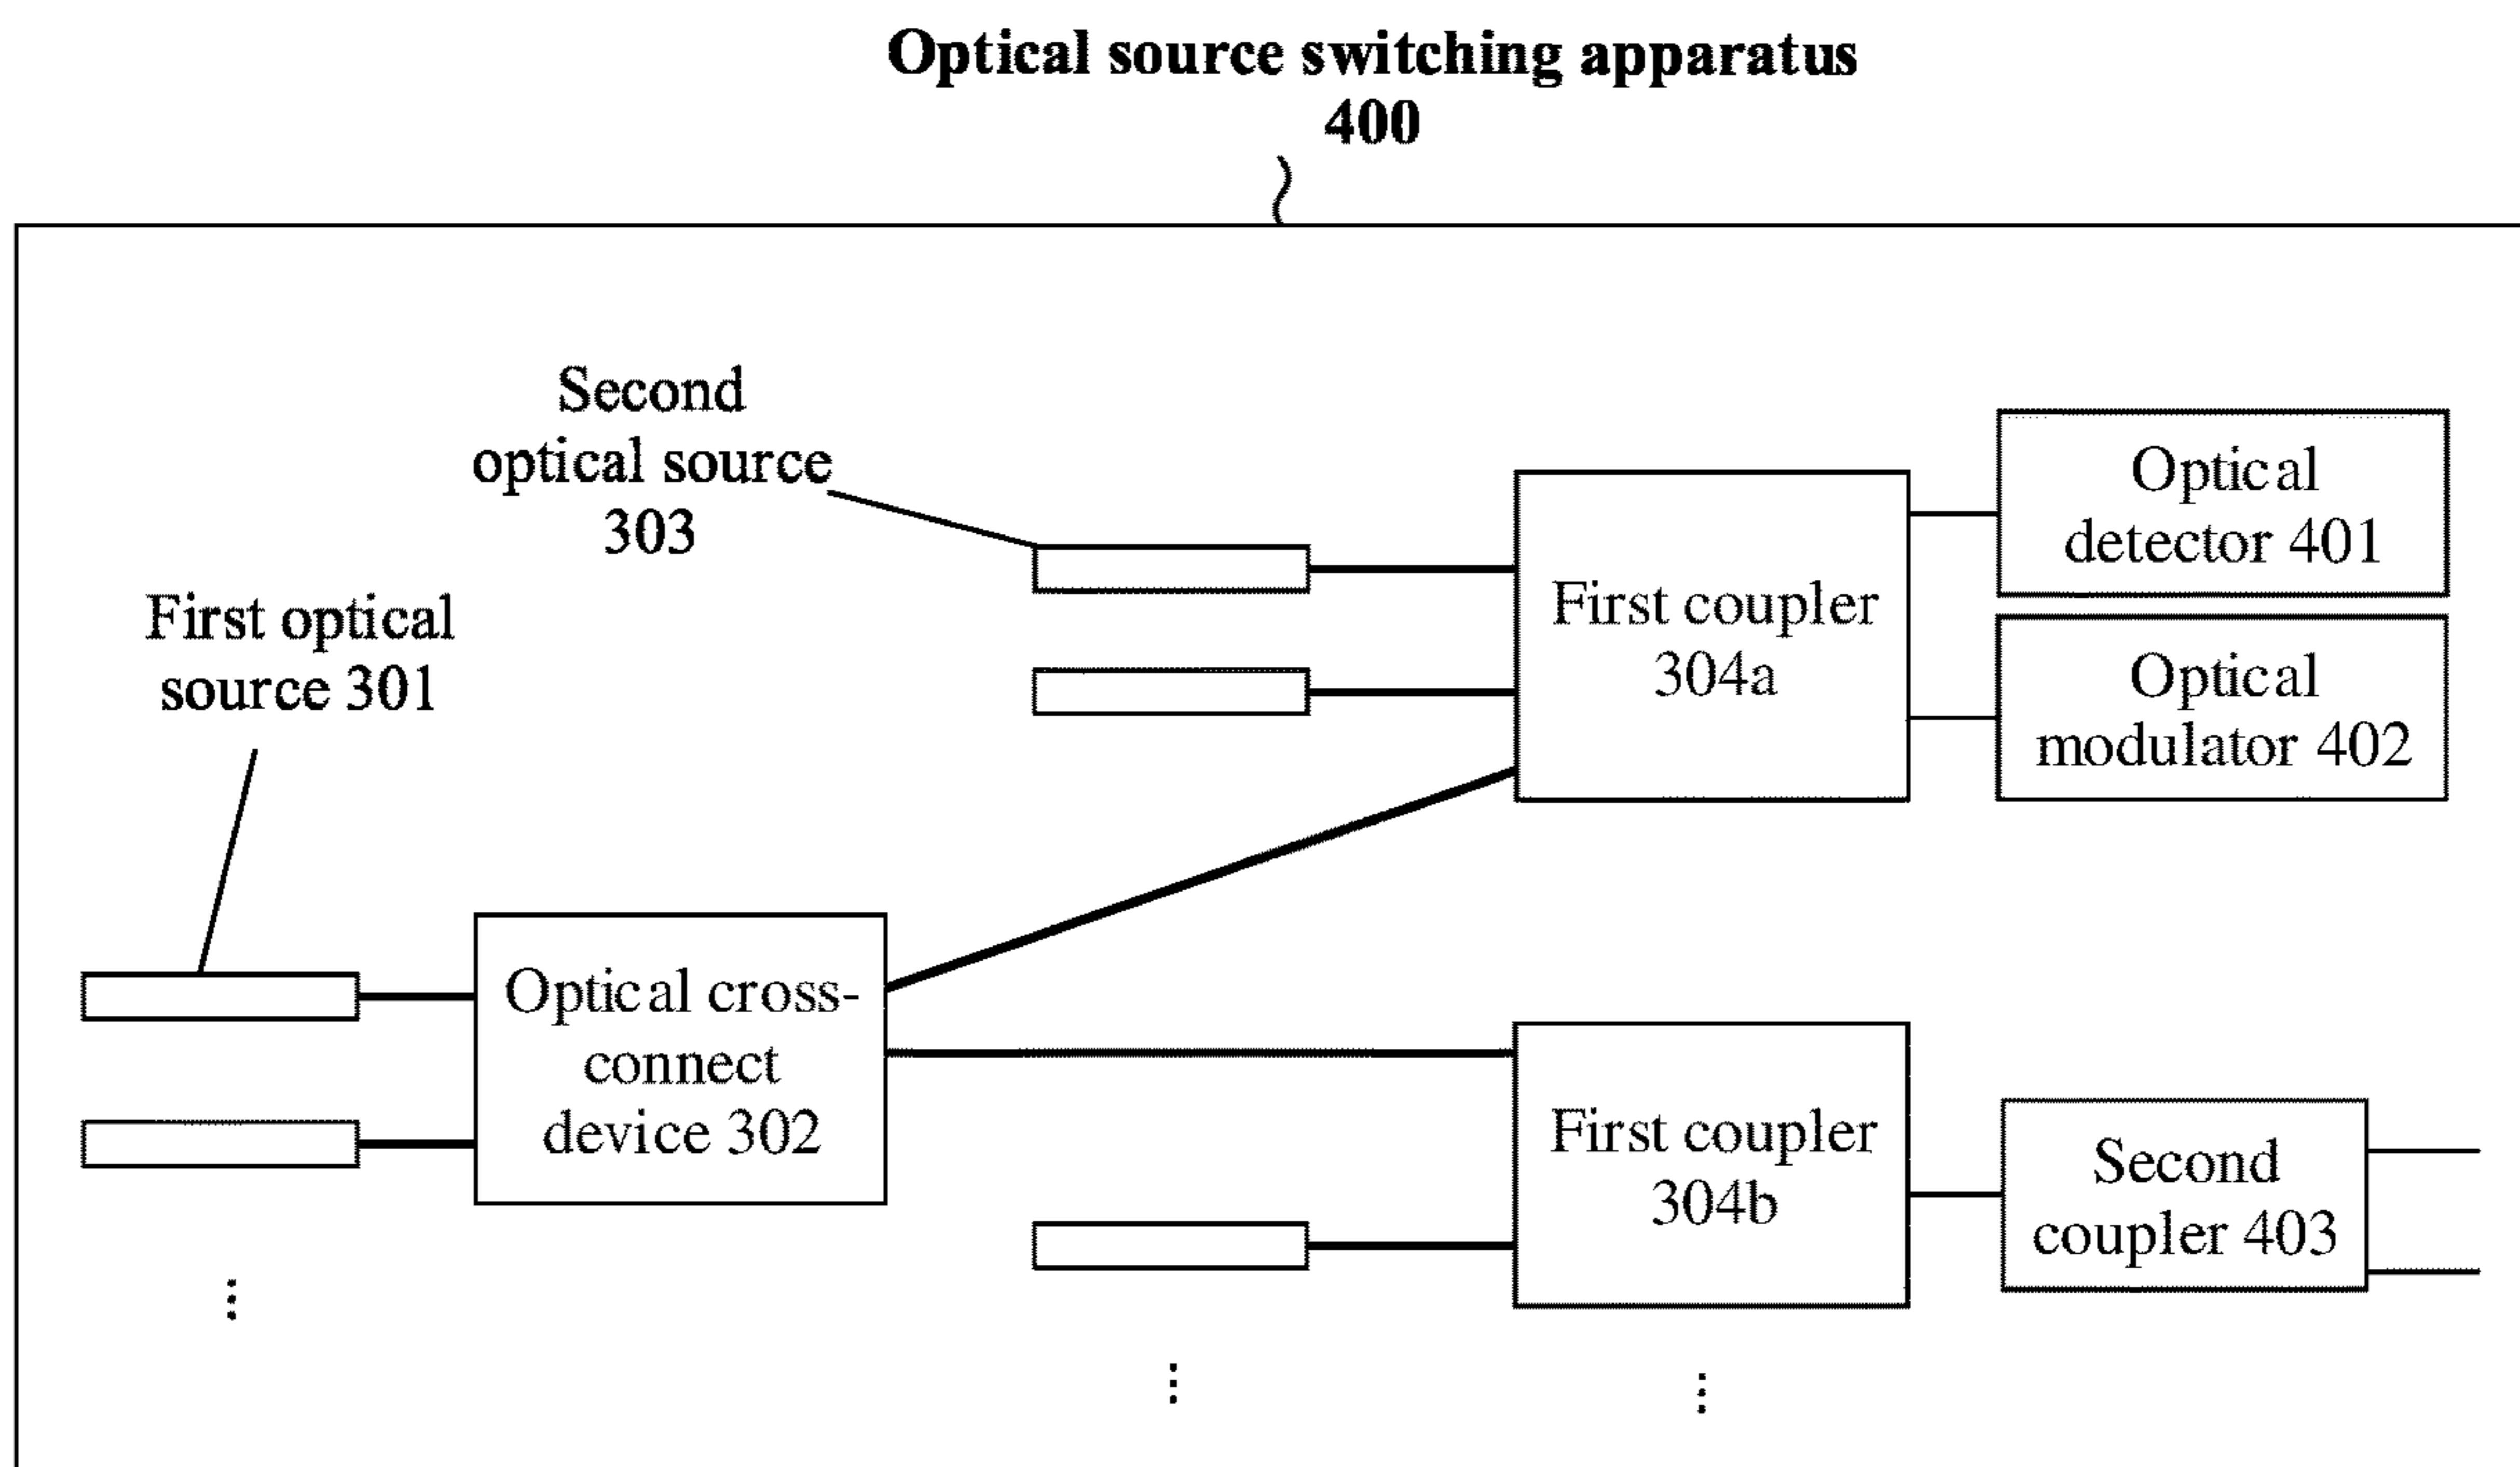 Optical source switching apparatus
400
Second
optical source
303
First optical
source 301
Optical
detector 401
First coupler
304a
Optical
modulator 402
Optical cross-
connect
device 302
First coupler
304b
Second
coupler 403